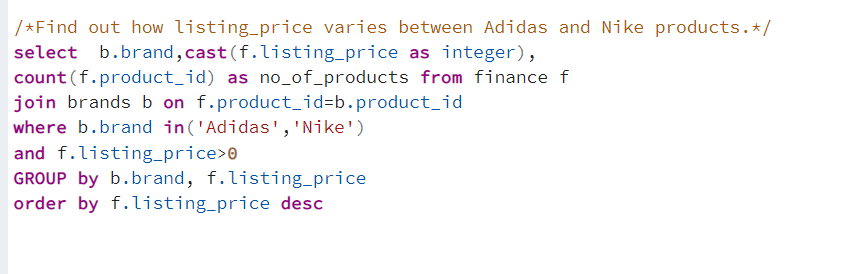 /*Find out how listing_price varies between Adidas and Nike products.*/
select  b.brand,cast(f.listing_price as integer),
count(f.product_id) as no_of_products from finance f
join brands b on f.product_id=b.product_id
where b.brand in('Adidas','Nike')
and f.listing_price>0
GROUP by b.brand, f.listing_price
order by f.listing_price desc